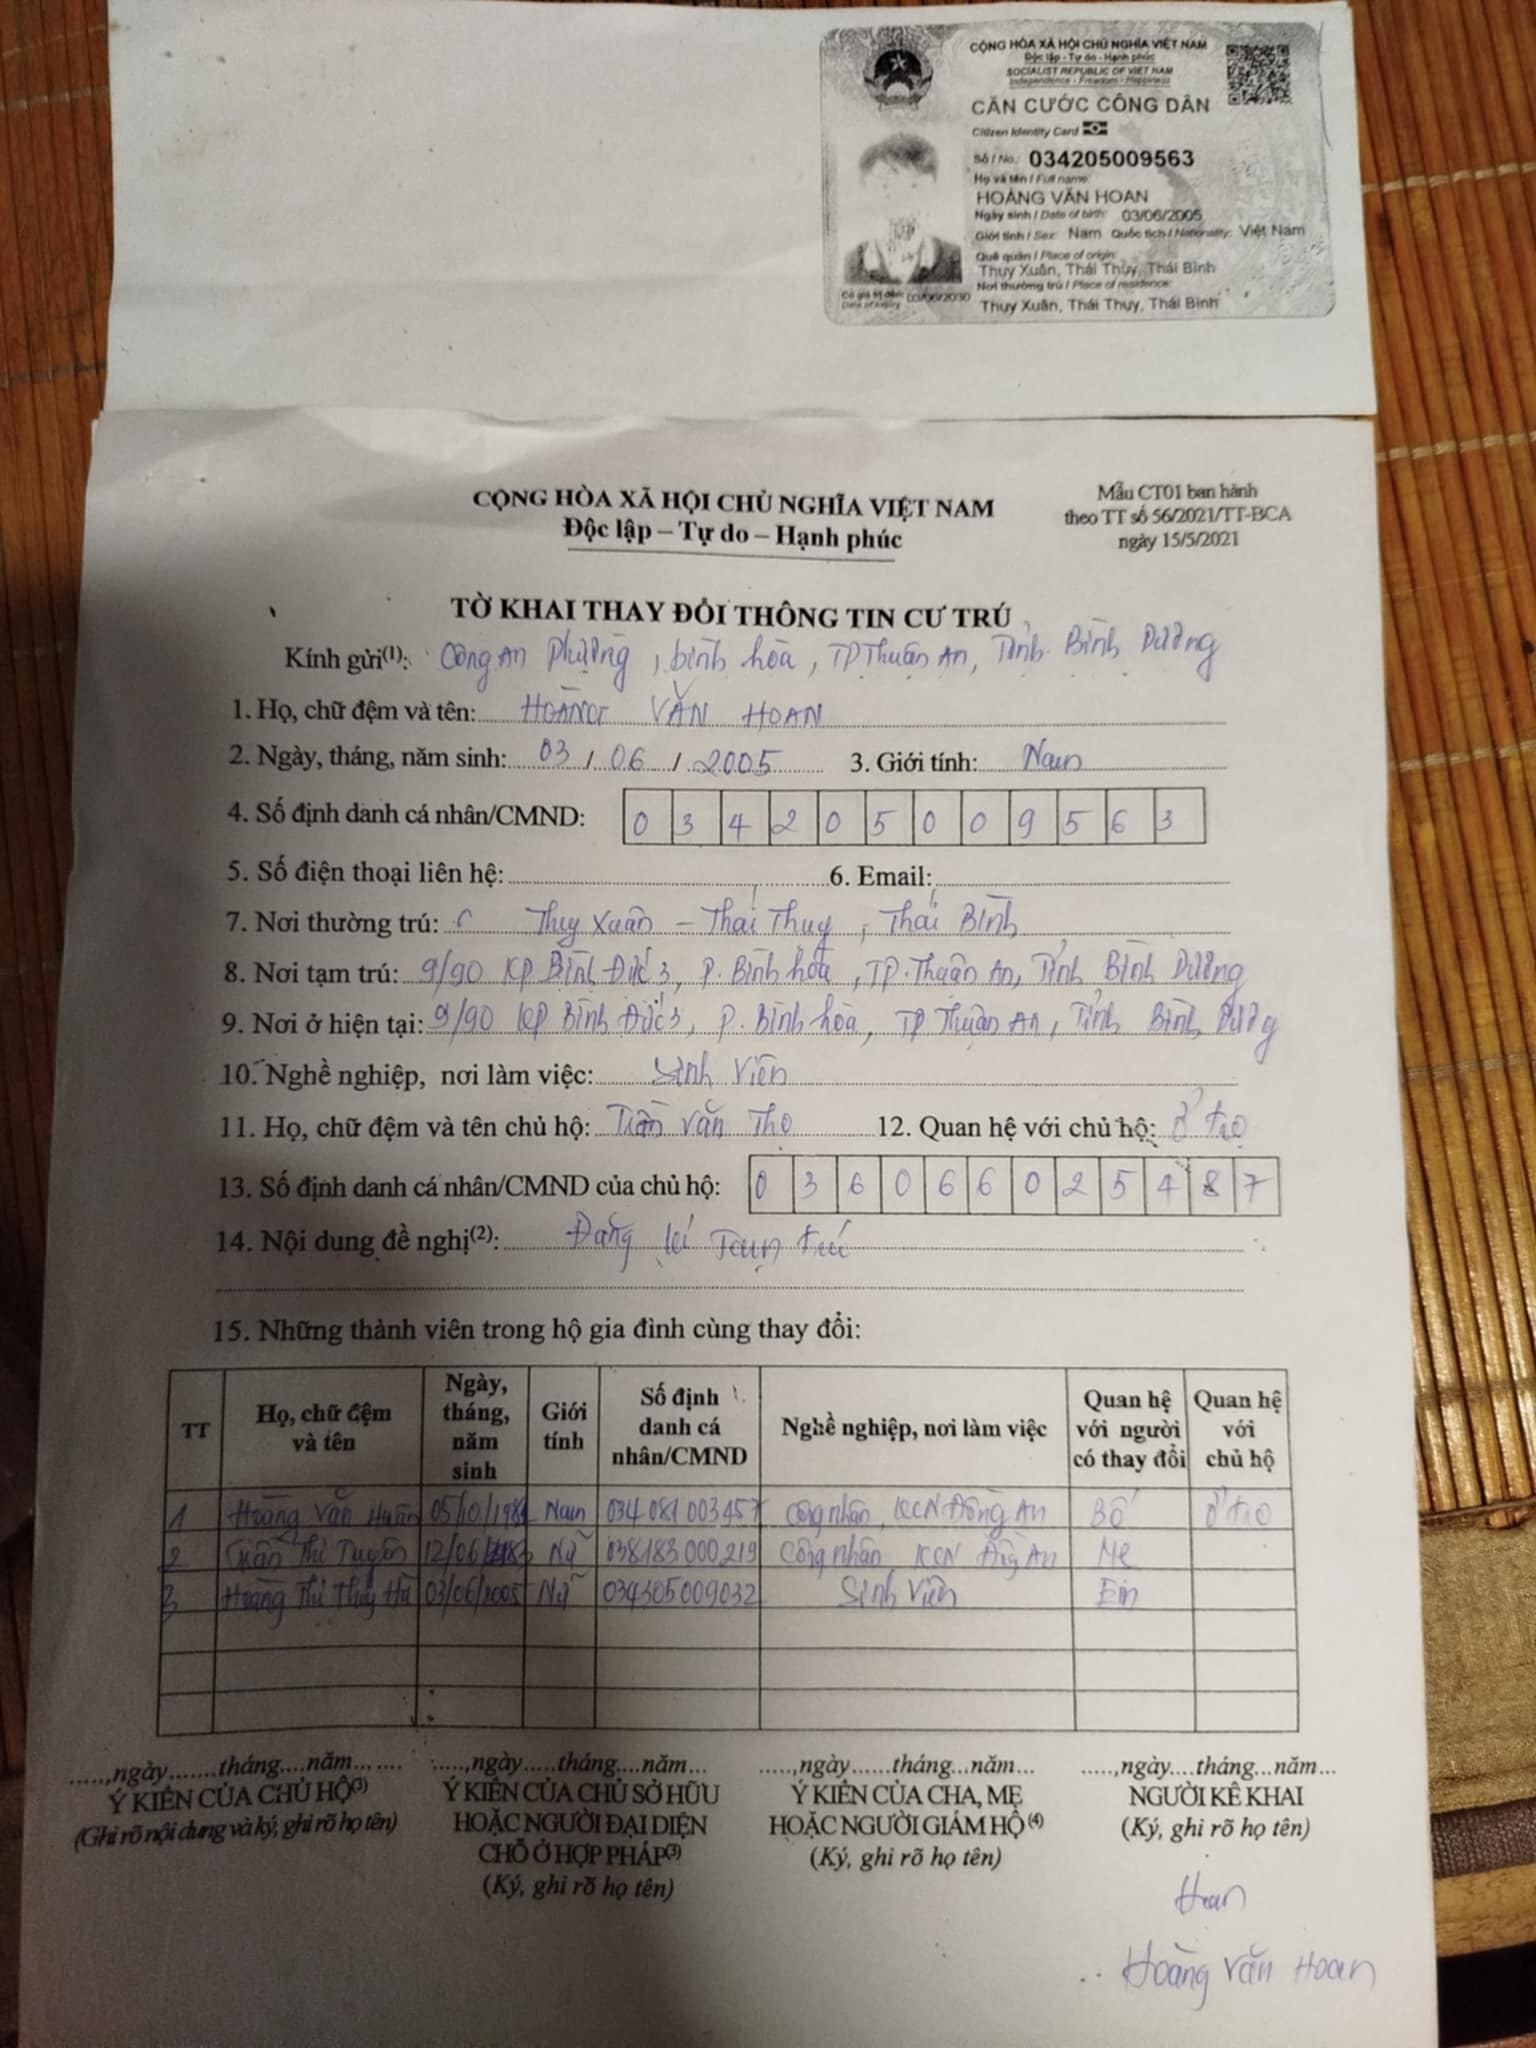 CỘNG HÒA XÃ HỘI CHỦ NGHĨA VIỆT NAM
Độc lập - Tự do - Hạnh phúc
SOCIALIST REPUBLIC OF VIET NAM
Independence - Freedom - Happiness
CĂN CƯỚC CÔNG DÂN
Citizen Identity Card
Số / No.: 034205009563
Họ và tên / Full name:
HOÀNG VĂN HOAN
Ngày sinh / Date of birth: 03/06/2005
Giới tính / Sex: Nam Quốc tịch / Nationality: Việt Nam
Quê quán / Place of origin:
Thụy Xuân, Thái Thụy, Thái Bình
Nơi thường trú / Place of residence:
Thụy Xuân, Thái Thụy, Thái Bình
Có giá trị đến: 03/06/2030
Date of expiry
CỘNG HÒA XÃ HỘI CHỦ NGHĨA VIỆT NAM
Độc lập – Tự do – Hạnh phúc
Mẫu CT01 ban hành
theo TT số 56/2021/TT-BCA
ngày 15/5/2021
TỜ KHAI THAY ĐỔI THÔNG TIN CƯ TRÚ
Kính gửi(1): Công An Phường, bình hòa, TP Thuận An, Tỉnh Bình Dương
1. Họ, chữ đệm và tên: HOÀNG VĂN HOAN
2. Ngày, tháng, năm sinh: 03 / 06 / 2005 3. Giới tính: Nam
4. Số định danh cá nhân/CMND: 0 3 4 2 0 5 0 0 9 5 6 3
5. Số điện thoại liên hệ: 6. Email:
7. Nơi thường trú: Thụy Xuân - Thái Thụy, Thái Bình
8. Nơi tạm trú: 9/90 KP Bình Đức 3, P. Bình hòa, TP. Thuận An, Tỉnh Bình Dương
9. Nơi ở hiện tại: 9/90 KP Bình Đức 3, P. Bình hòa, TP Thuận An, Tỉnh Bình Dương
10. Nghề nghiệp, nơi làm việc: Sinh Viên
11. Họ, chữ đệm và tên chủ hộ: Văn Thọ 12. Quan hệ với chủ hộ: ở trọ
13. Số định danh cá nhân/CMND của chủ hộ: 0 3 6 0 6 6 0 2 5 4 8 7
14. Nội dung đề nghị(2): Đăng kí Tạm trú
15. Những thành viên trong hộ gia đình cùng thay đổi:
TT Họ, chữ đệm và tên Ngày, tháng, năm sinh Giới tính Số định danh cá nhân/CMND Nghề nghiệp, nơi làm việc Quan hệ với người có thay đổi Quan hệ với chủ hộ
1 Hoàng Văn Huân 05/10/1981 Nam 034081003457 công nhân, KCN Đồng An Bố ở trọ
2 Trần Thị Tuyên 12/06/1983 Nữ 038183000219 Công nhân KCN Đồng An Mẹ
3 Hoàng Thị Thúy Hà 03/06/2005 Nữ 034305009032 Sinh Viên Em
.....,ngày.......tháng....năm.......
Ý KIẾN CỦA CHỦ HỘ(3)
(Ghi rõ nội dung và ký, ghi rõ họ tên)
.....,ngày.....tháng....năm...
Ý KIẾN CỦA CHỦ SỞ HỮU
HOẶC NGƯỜI ĐẠI DIỆN
CHỖ Ở HỢP PHÁP(3)
(Ký, ghi rõ họ tên)
.....,ngày......tháng...năm...
Ý KIẾN CỦA CHA, MẸ
HOẶC NGƯỜI GIÁM HỘ (4)
(Ký, ghi rõ họ tên)
.....,ngày....tháng...năm...
NGƯỜI KÊ KHAI
(Ký, ghi rõ họ tên)
Hoan
Hoàng Văn Hoan